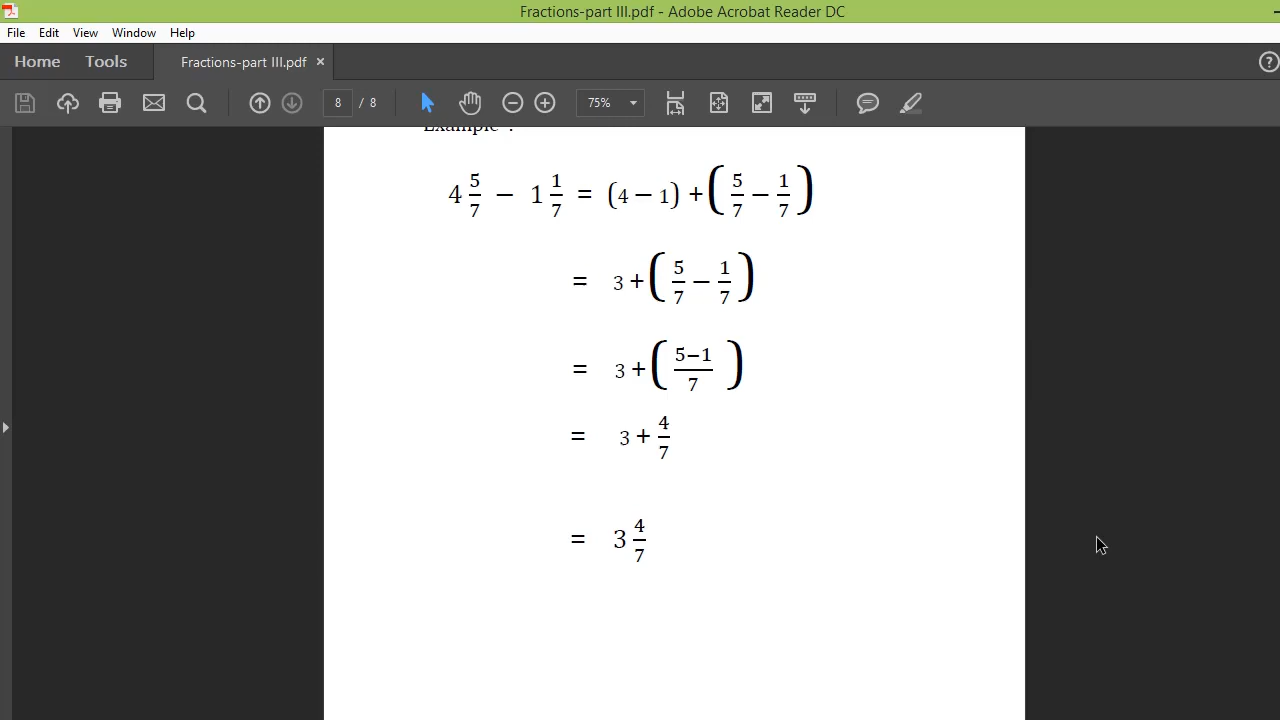 Fractions-part III.pdf - Adobe Acrobat Reader DC
File Edit View Window Help
Home Tools Fractions-part III.pdf ×
8 / 8 75%
Example :
4 5/7 − 1 1/7 = (4 − 1) + (5/7 − 1/7)
= 3 + (5/7 − 1/7)
= 3 + (5−1/7)
= 3 + 4/7
= 3 4/7